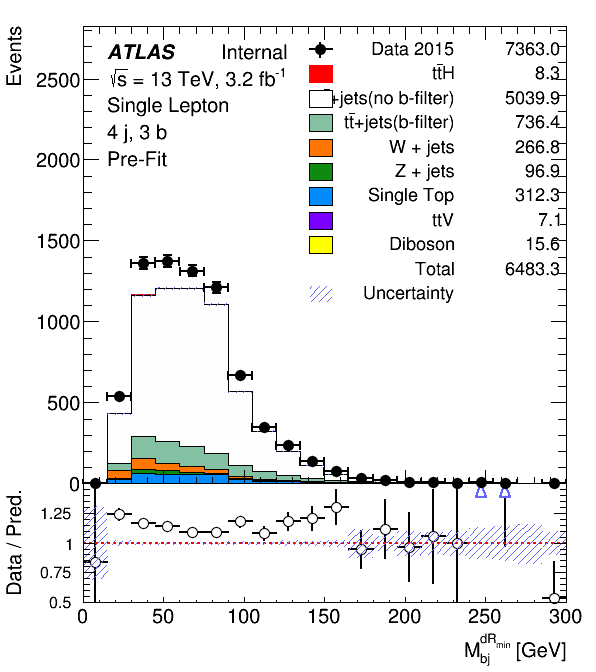 Events
ATLAS Internal
√s = 13 TeV, 3.2 fb⁻¹
Single Lepton
4 j, 3 b
Pre-Fit
Data 2015 7363.0
tt̄H 8.3
+jets(no b-filter) 5039.9
tt̄+jets(b-filter) 736.4
W + jets 266.8
Z + jets 96.9
Single Top 312.3
ttV 7.1
Diboson 15.6
Total 6483.3
Uncertainty
2500
2000
1500
1000
500
0
Data / Pred.
1.25
1
0.75
0.5
0 50 100 150 200 250 300
M_bj^dR_min [GeV]